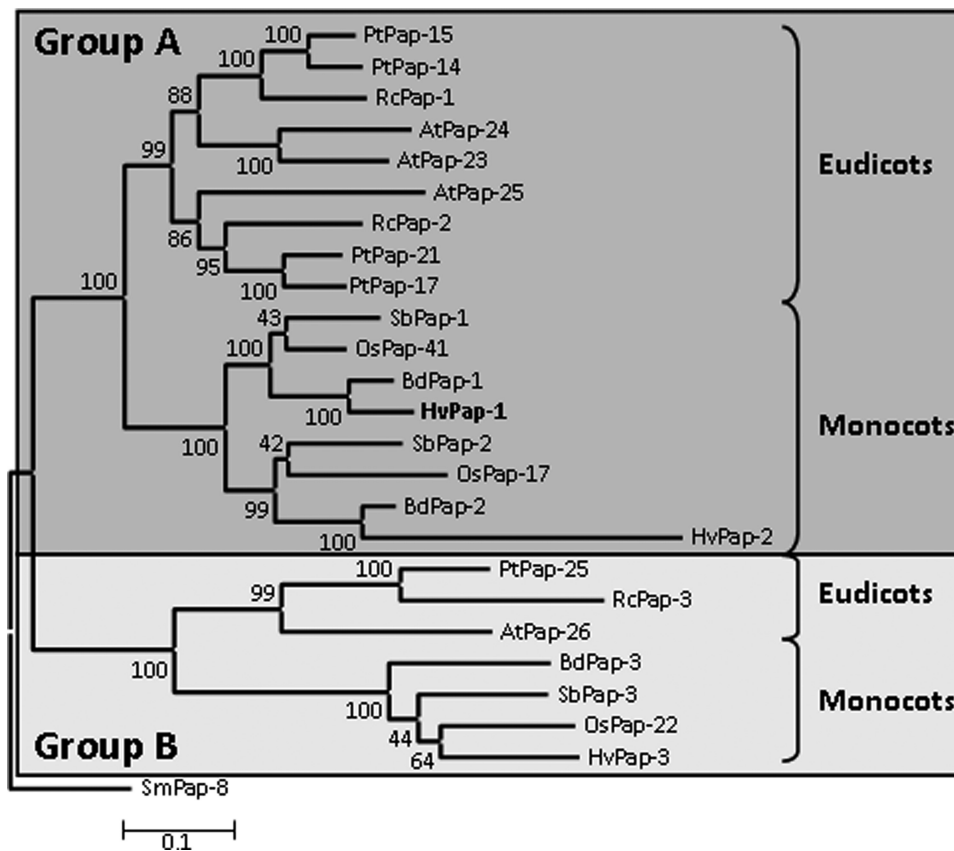 Group A
100
PtPap-15
100
PtPap-14
88
RcPap-1
AtPap-24
99
100
AtPap-23
Eudicots
AtPap-25
RcPap-2
86
95
PtPap-21
100
100
PtPap-17
43
SbPap-1
100
OsPap-41
BdPap-1
100
HvPap-1
Monocots
100
42
SbPap-2
OsPap-17
99
BdPap-2
100
HvPap-2
100
PtPap-25
99
RcPap-3
Eudicots
AtPap-26
100
BdPap-3
100
SbPap-3
Monocots
44
OsPap-22
Group B
64
HvPap-3
SmPap-8
0.1